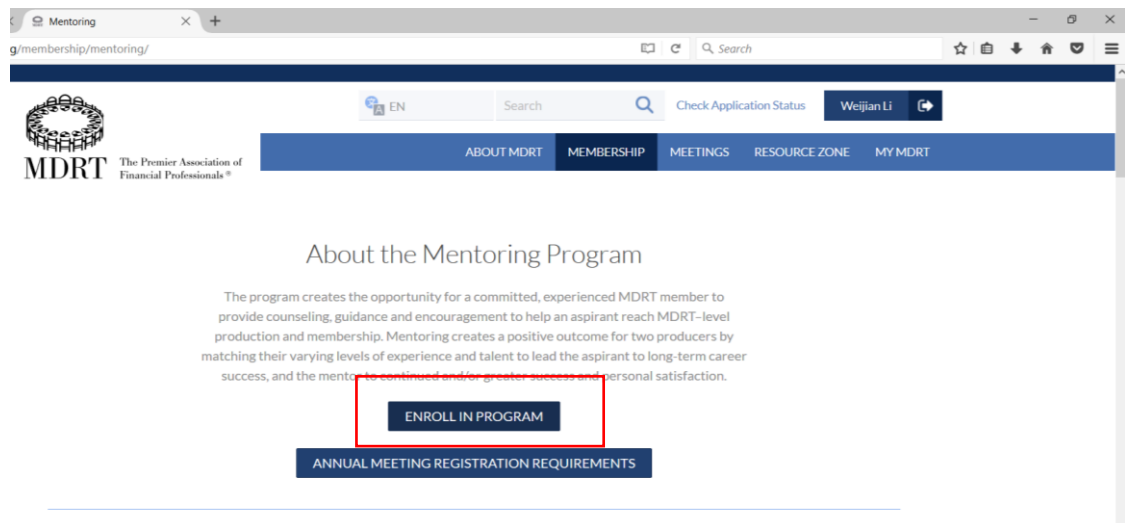 Mentoring
g/membership/mentoring/
Search
EN
Search
Check Application Status
Weijian Li
MDRT
The Premier Association of
Financial Professionals ®
ABOUT MDRT
MEMBERSHIP
MEETINGS
RESOURCE ZONE
MY MDRT
About the Mentoring Program
The program creates the opportunity for a committed, experienced MDRT member to
provide counseling, guidance and encouragement to help an aspirant reach MDRT–level
production and membership. Mentoring creates a positive outcome for two producers by
matching their varying levels of experience and talent to lead the aspirant to long-term career
success, and the mentor to continued and/or greater success and personal satisfaction.
ENROLL IN PROGRAM
ANNUAL MEETING REGISTRATION REQUIREMENTS